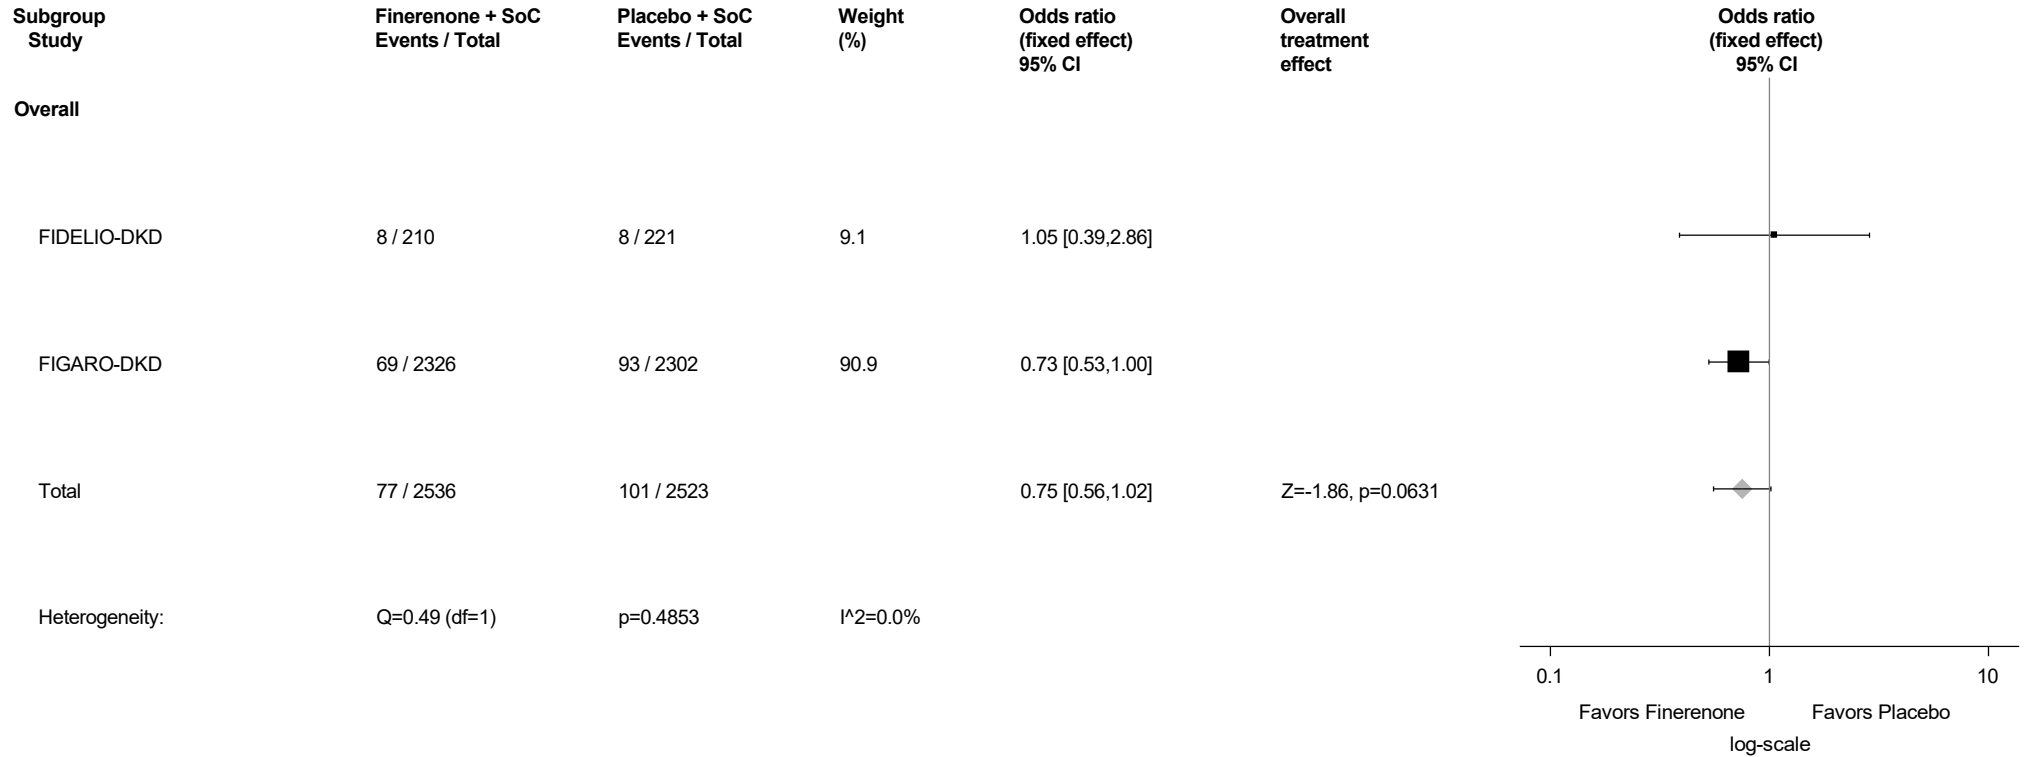 Subgroup Finerenone + SoC Placebo + SoC Weight Odds ratio Overall Odds ratio
Study Events / Total Events / Total (%) (fixed effect) treatment (fixed effect)
95% CI effect 95% CI
Overall
FIDELIO-DKD 8 / 210 8 / 221 9.1 1.05 [0.39,2.86]
FIGARO-DKD 69 / 2326 93 / 2302 90.9 0.73 [0.53,1.00]
Total 77 / 2536 101 / 2523 0.75 [0.56,1.02] Z=-1.86, p=0.0631
Heterogeneity: Q=0.49 (df=1) p=0.4853 I^2=0.0%
0.1 1 10
Favors Finerenone Favors Placebo
log-scale